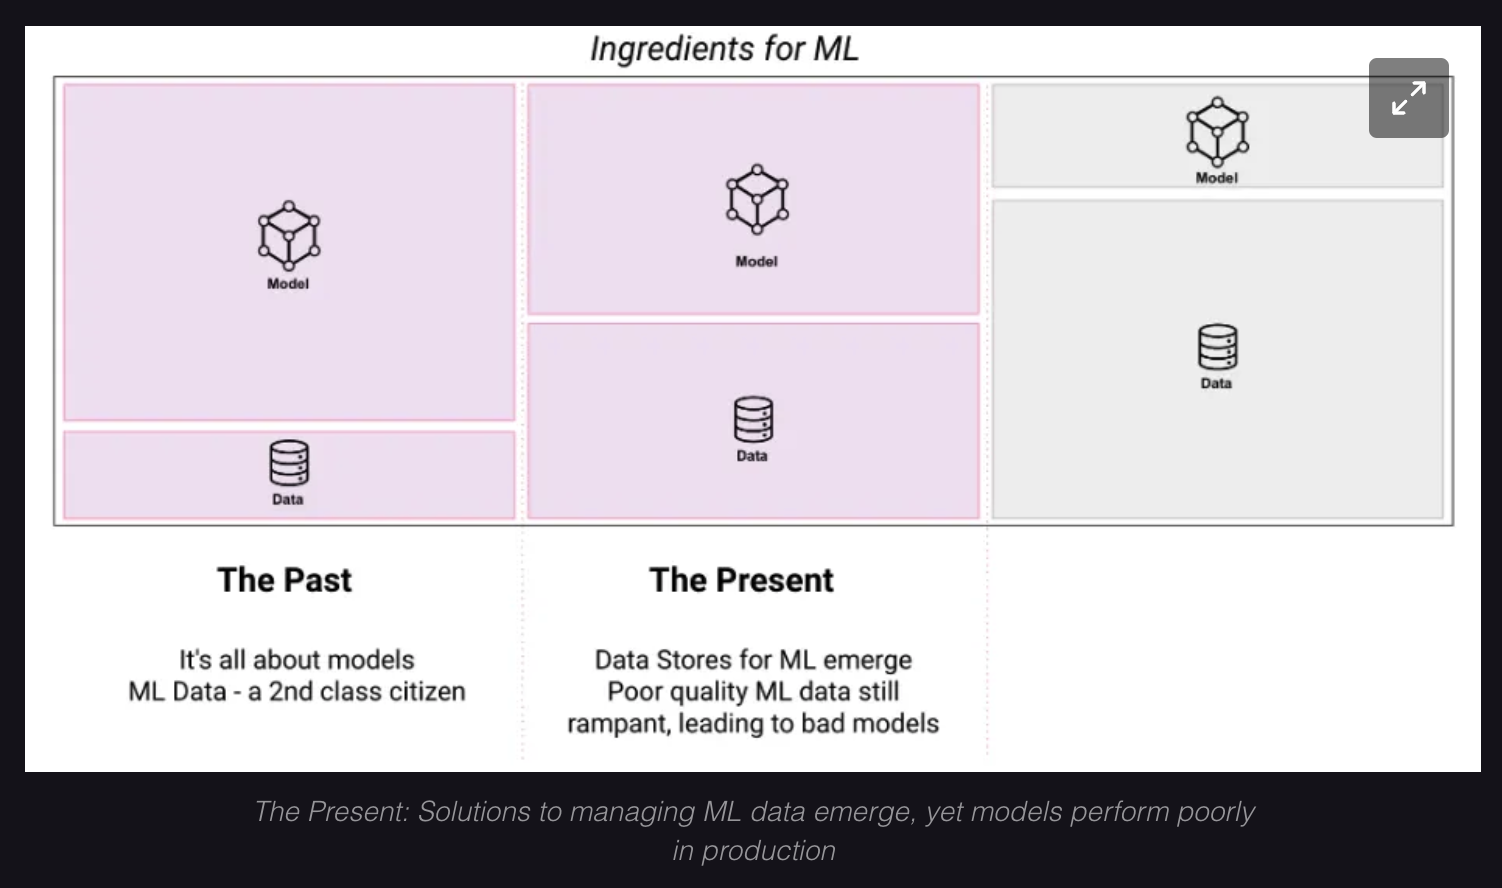 Ingredients for ML
Model
Data
Model
Data
Model
Data
The Past
It's all about models
ML Data - a 2nd class citizen
The Present
Data Stores for ML emerge
Poor quality ML data still
rampant, leading to bad models
The Present: Solutions to managing ML data emerge, yet models perform poorly
in production